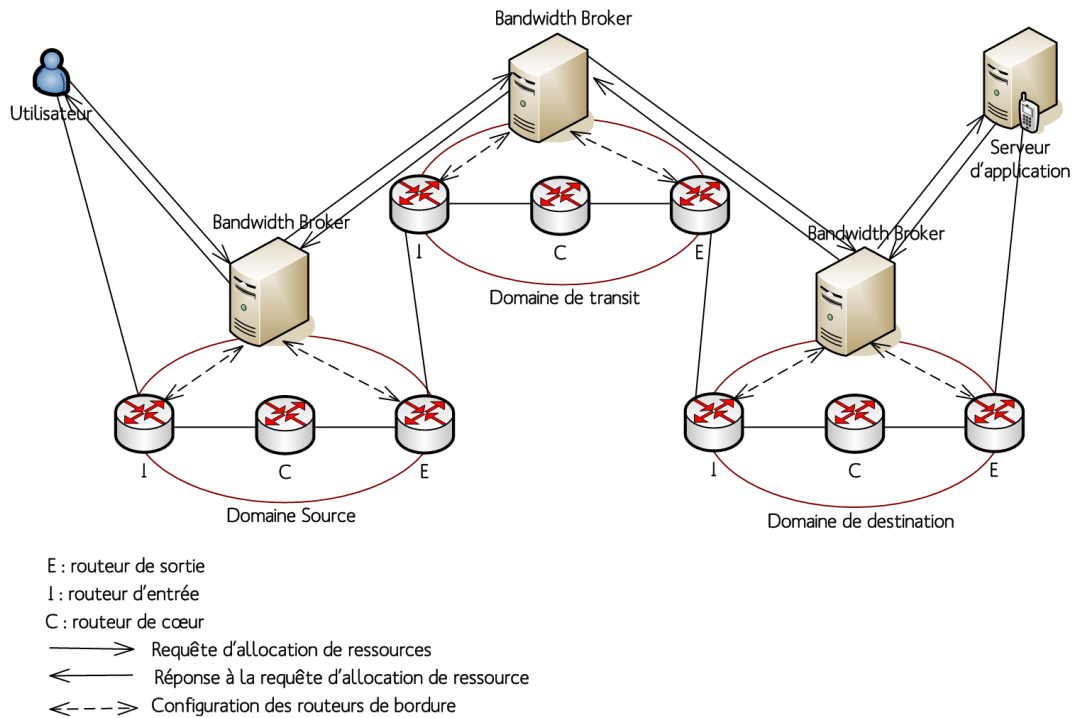 Bandwidth Broker
Utilisateur
Serveur
d'application
Bandwidth Broker
Bandwidth Broker
I
C
E
Domaine de transit
I
C
E
Domaine Source
I
C
E
Domaine de destination
E : routeur de sortie
I : routeur d'entrée
C : routeur de cœur
Requête d'allocation de ressources
Réponse à la requête d'allocation de ressource
Configuration des routeurs de bordure